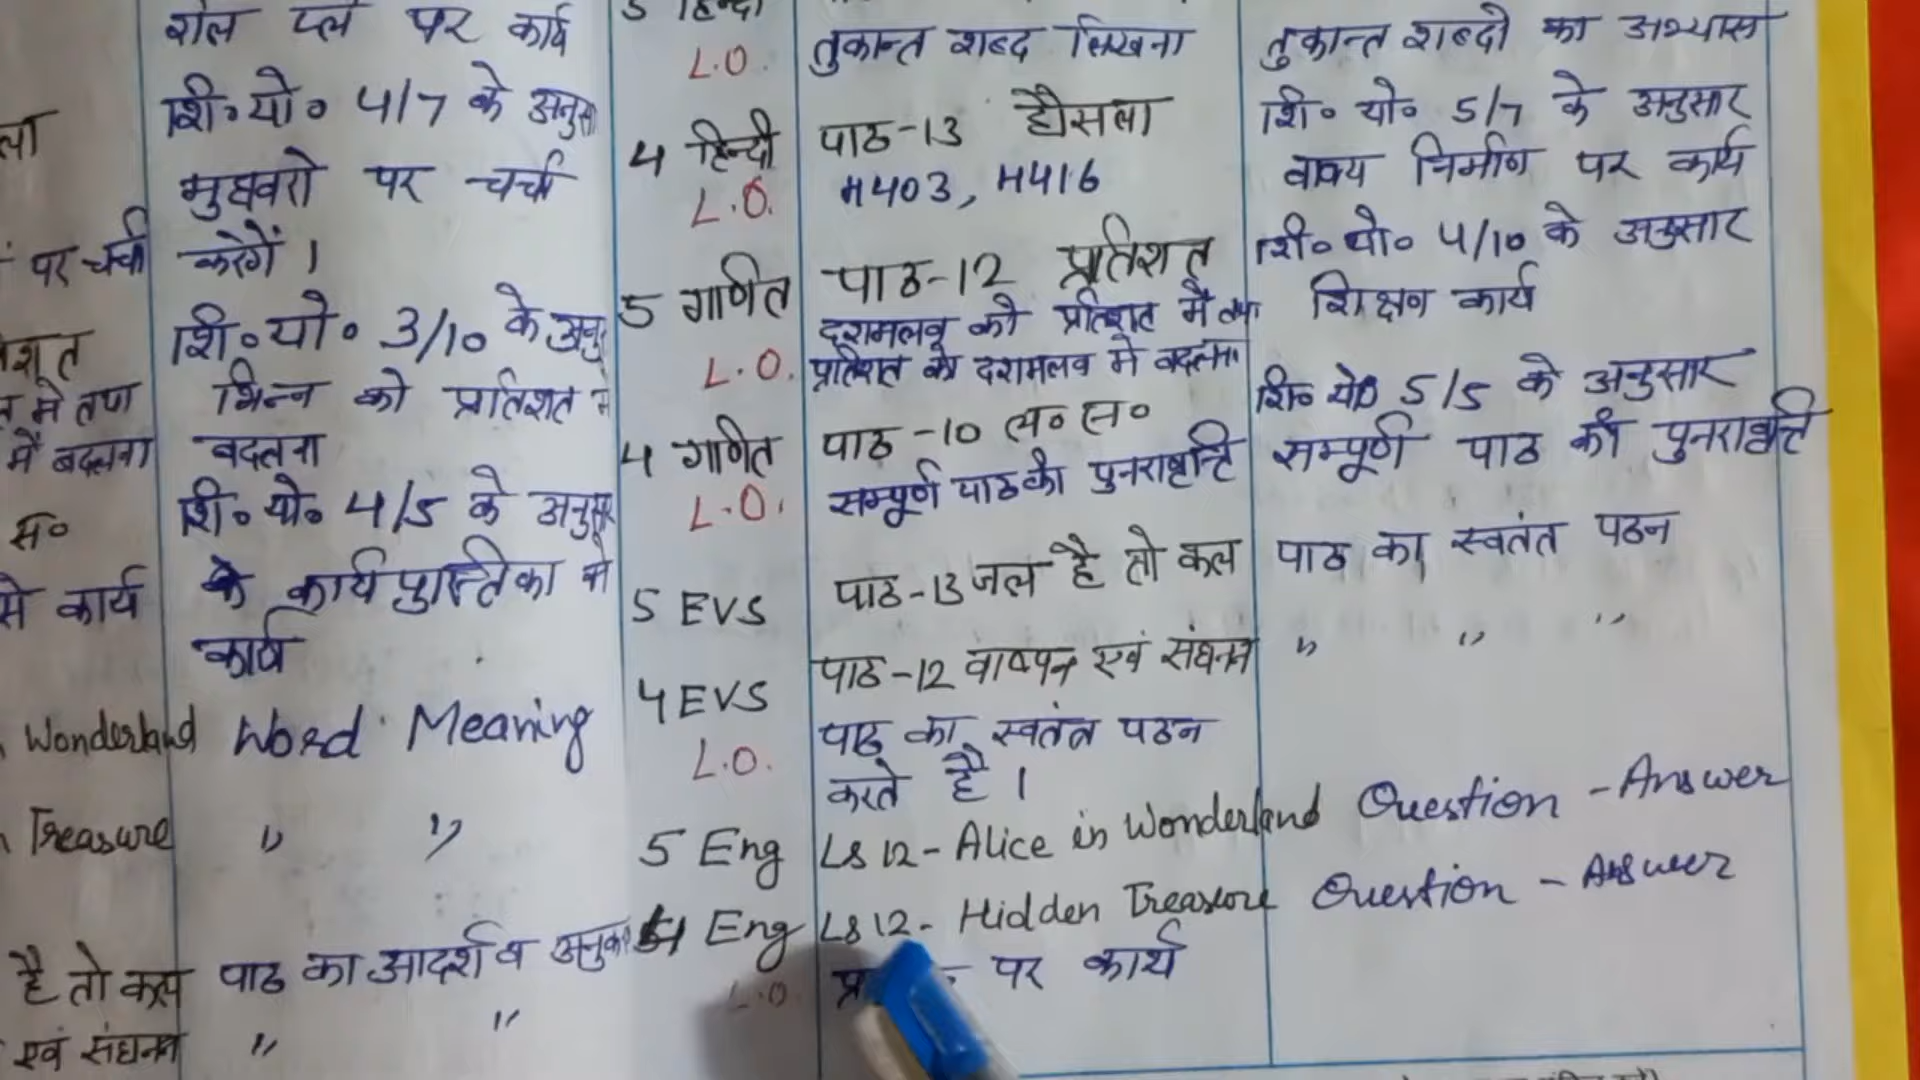 रोल प्ले पर कार्य
शि॰यो॰ 4/7 के
मुहावरो पर चर्चा
पर चर्चा करेगें।
शि॰यो॰ 3/10 के
में तथा भिन्न को प्रतिशत
में बदलना बदलना
स॰ शि॰यो॰ 4/5 के
कार्य के कार्यपुस्तिका
कार्य
Wonderland Word Meaning
Treasure " "
है तो कल पाठ का आदर्श व
एवं संघनन " "
5 हिन्दी
L.O. तुकान्त शब्द लिखना तुकान्त शब्दो का अभ्यास
4 हिन्दी पाठ-13 हौसला शि॰यो॰ 5/7 के अनुसार
L.O. H403, H416 वाक्य निर्माण पर कार्य
5 गणित पाठ-12 प्रतिशत शि॰यो॰ 4/10 के अनुसार
दशमलव को प्रतिशत में तथा शिक्षण कार्य
L.O. प्रतिशत को दशमलव में बदलना
4 गणित पाठ-10 ल॰स॰ शि॰यो॰ 5/5 के अनुसार
L.O. सम्पूर्ण पाठ की पुनरावृत्ति सम्पूर्ण पाठ की पुनरावृत्ति
5 EVS पाठ-13 जल है तो कल पाठ का स्वतंत पठन
4 EVS पाठ-12 वाष्पन एवं संघनन " " "
L.O. पाठ का स्वतंत पठन
करते है।
5 Eng Ls 12- Alice in Wonderland Question - Answer
4 Eng Ls 12- Hidden Treasure Question - Answer
L.O. पर कार्य